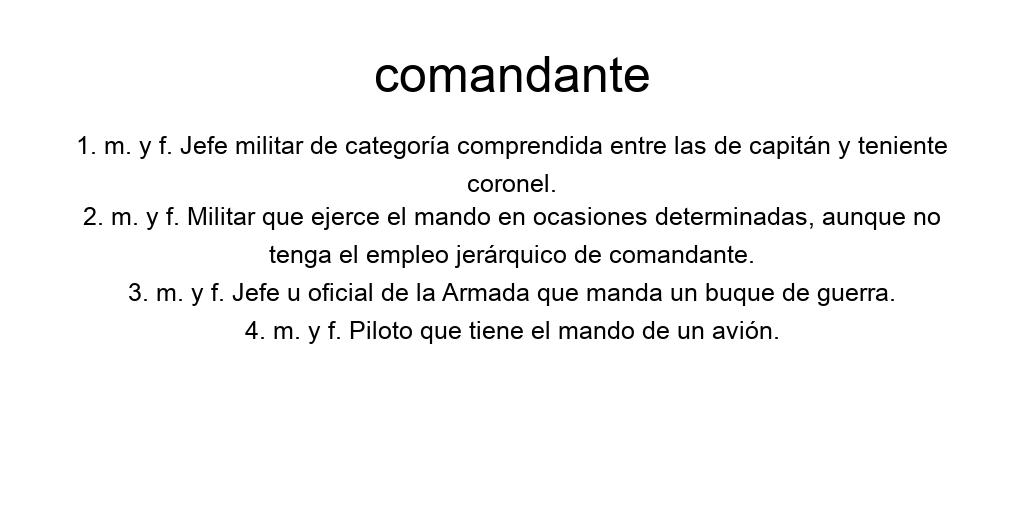 comandante
1. m. y f. Jefe militar de categoría comprendida entre las de capitán y teniente
coronel.
2. m. y f. Militar que ejerce el mando en ocasiones determinadas, aunque no
tenga el empleo jerárquico de comandante.
3. m. y f. Jefe u oficial de la Armada que manda un buque de guerra.
4. m. y f. Piloto que tiene el mando de un avión.